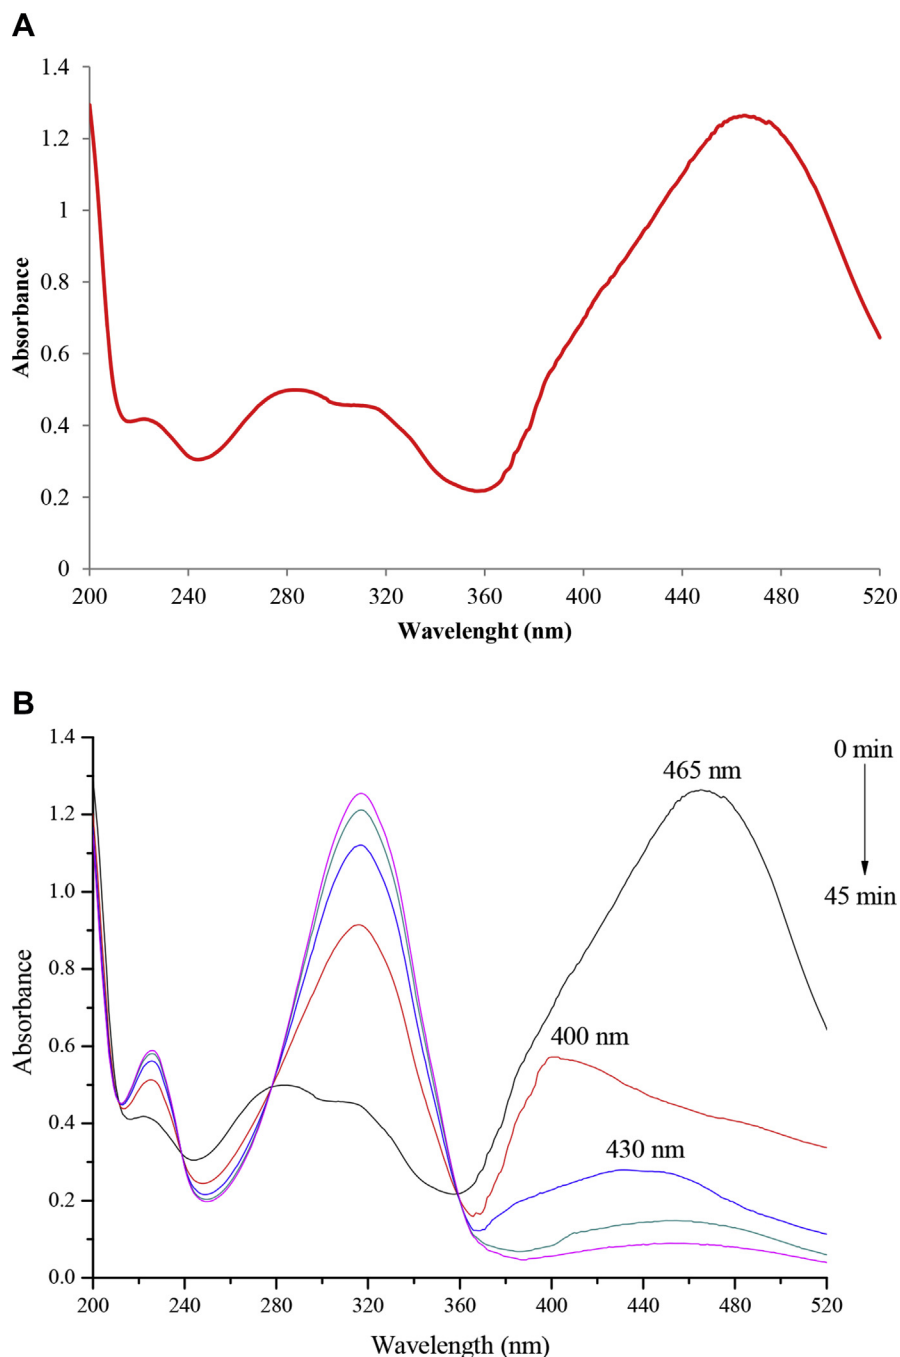 A
1.4
1.2
1
0.8
0.6
0.4
0.2
0
Absorbance
200 240 280 320 360 400 440 480 520
Wavelenght (nm)
B
1.4
1.2
1.0
0.8
0.6
0.4
0.2
0.0
Absorbance
465 nm
400 nm
430 nm
0 min
45 min
200 240 280 320 360 400 440 480 520
Wavelength (nm)